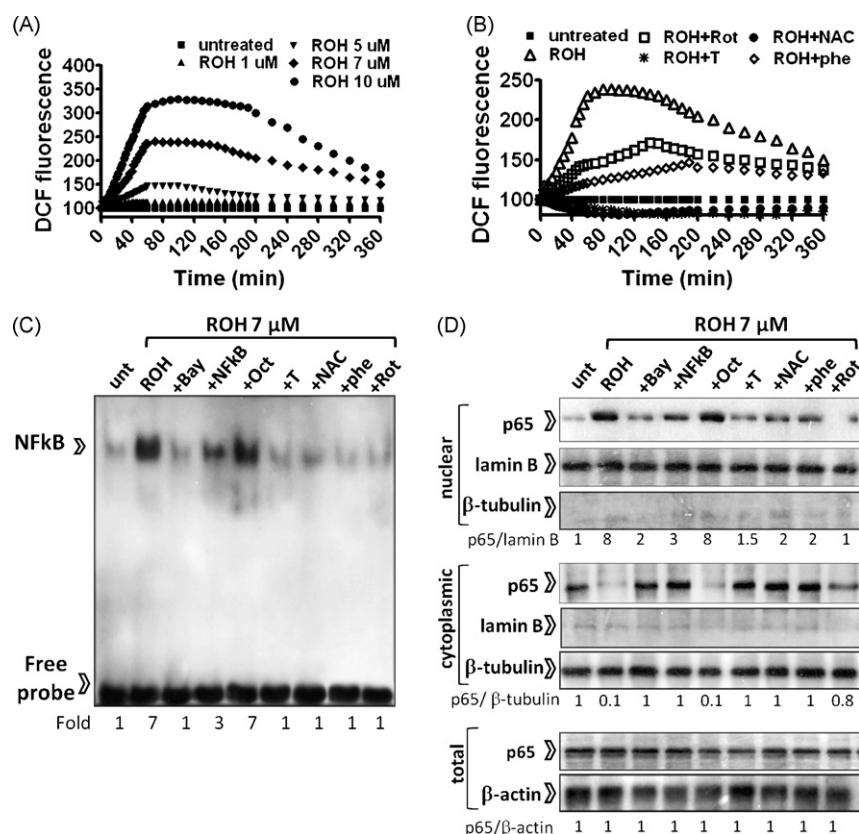 (A)
untreated
ROH 1 uM
ROH 5 uM
ROH 7 uM
ROH 10 uM
DCF fluorescence
400
350
300
250
200
150
100
0 40 80 120 160 200 240 280 320 360
Time (min)
(B)
untreated
ROH
ROH+Rot
ROH+T
ROH+NAC
ROH+phe
DCF fluorescence
250
200
150
100
0 40 80 120 160 200 240 280 320 360
Time (min)
(C)
ROH 7 µM
unt ROH +Bay +NFkB +Oct +T +NAC +phe +Rot
NFkB
Free
probe
Fold 1 7 1 3 7 1 1 1 1
(D)
ROH 7 µM
unt ROH +Bay +NFkB +Oct +T +NAC +phe +Rot
nuclear
p65
lamin B
β-tubulin
p65/lamin B 1 8 2 3 8 1.5 2 2 1
cytoplasmic
p65
lamin B
β-tubulin
p65/ β-tubulin 1 0.1 1 1 0.1 1 1 1 0.8
total
p65
β-actin
p65/β-actin 1 1 1 1 1 1 1 1 1